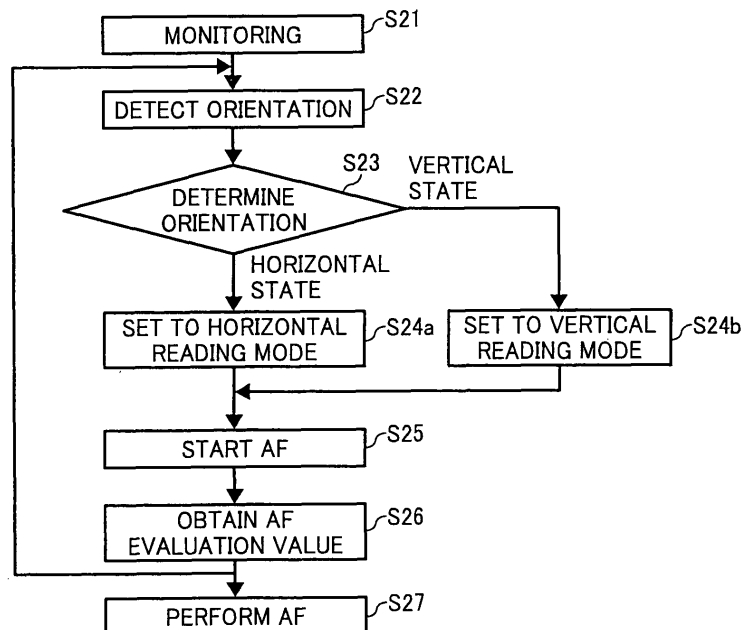 MONITORING
S21
DETECT ORIENTATION
S22
S23
DETERMINE
ORIENTATION
VERTICAL
STATE
HORIZONTAL
STATE
SET TO HORIZONTAL
READING MODE
S24a
SET TO VERTICAL
READING MODE
S24b
START AF
S25
OBTAIN AF
EVALUATION VALUE
S26
PERFORM AF
S27